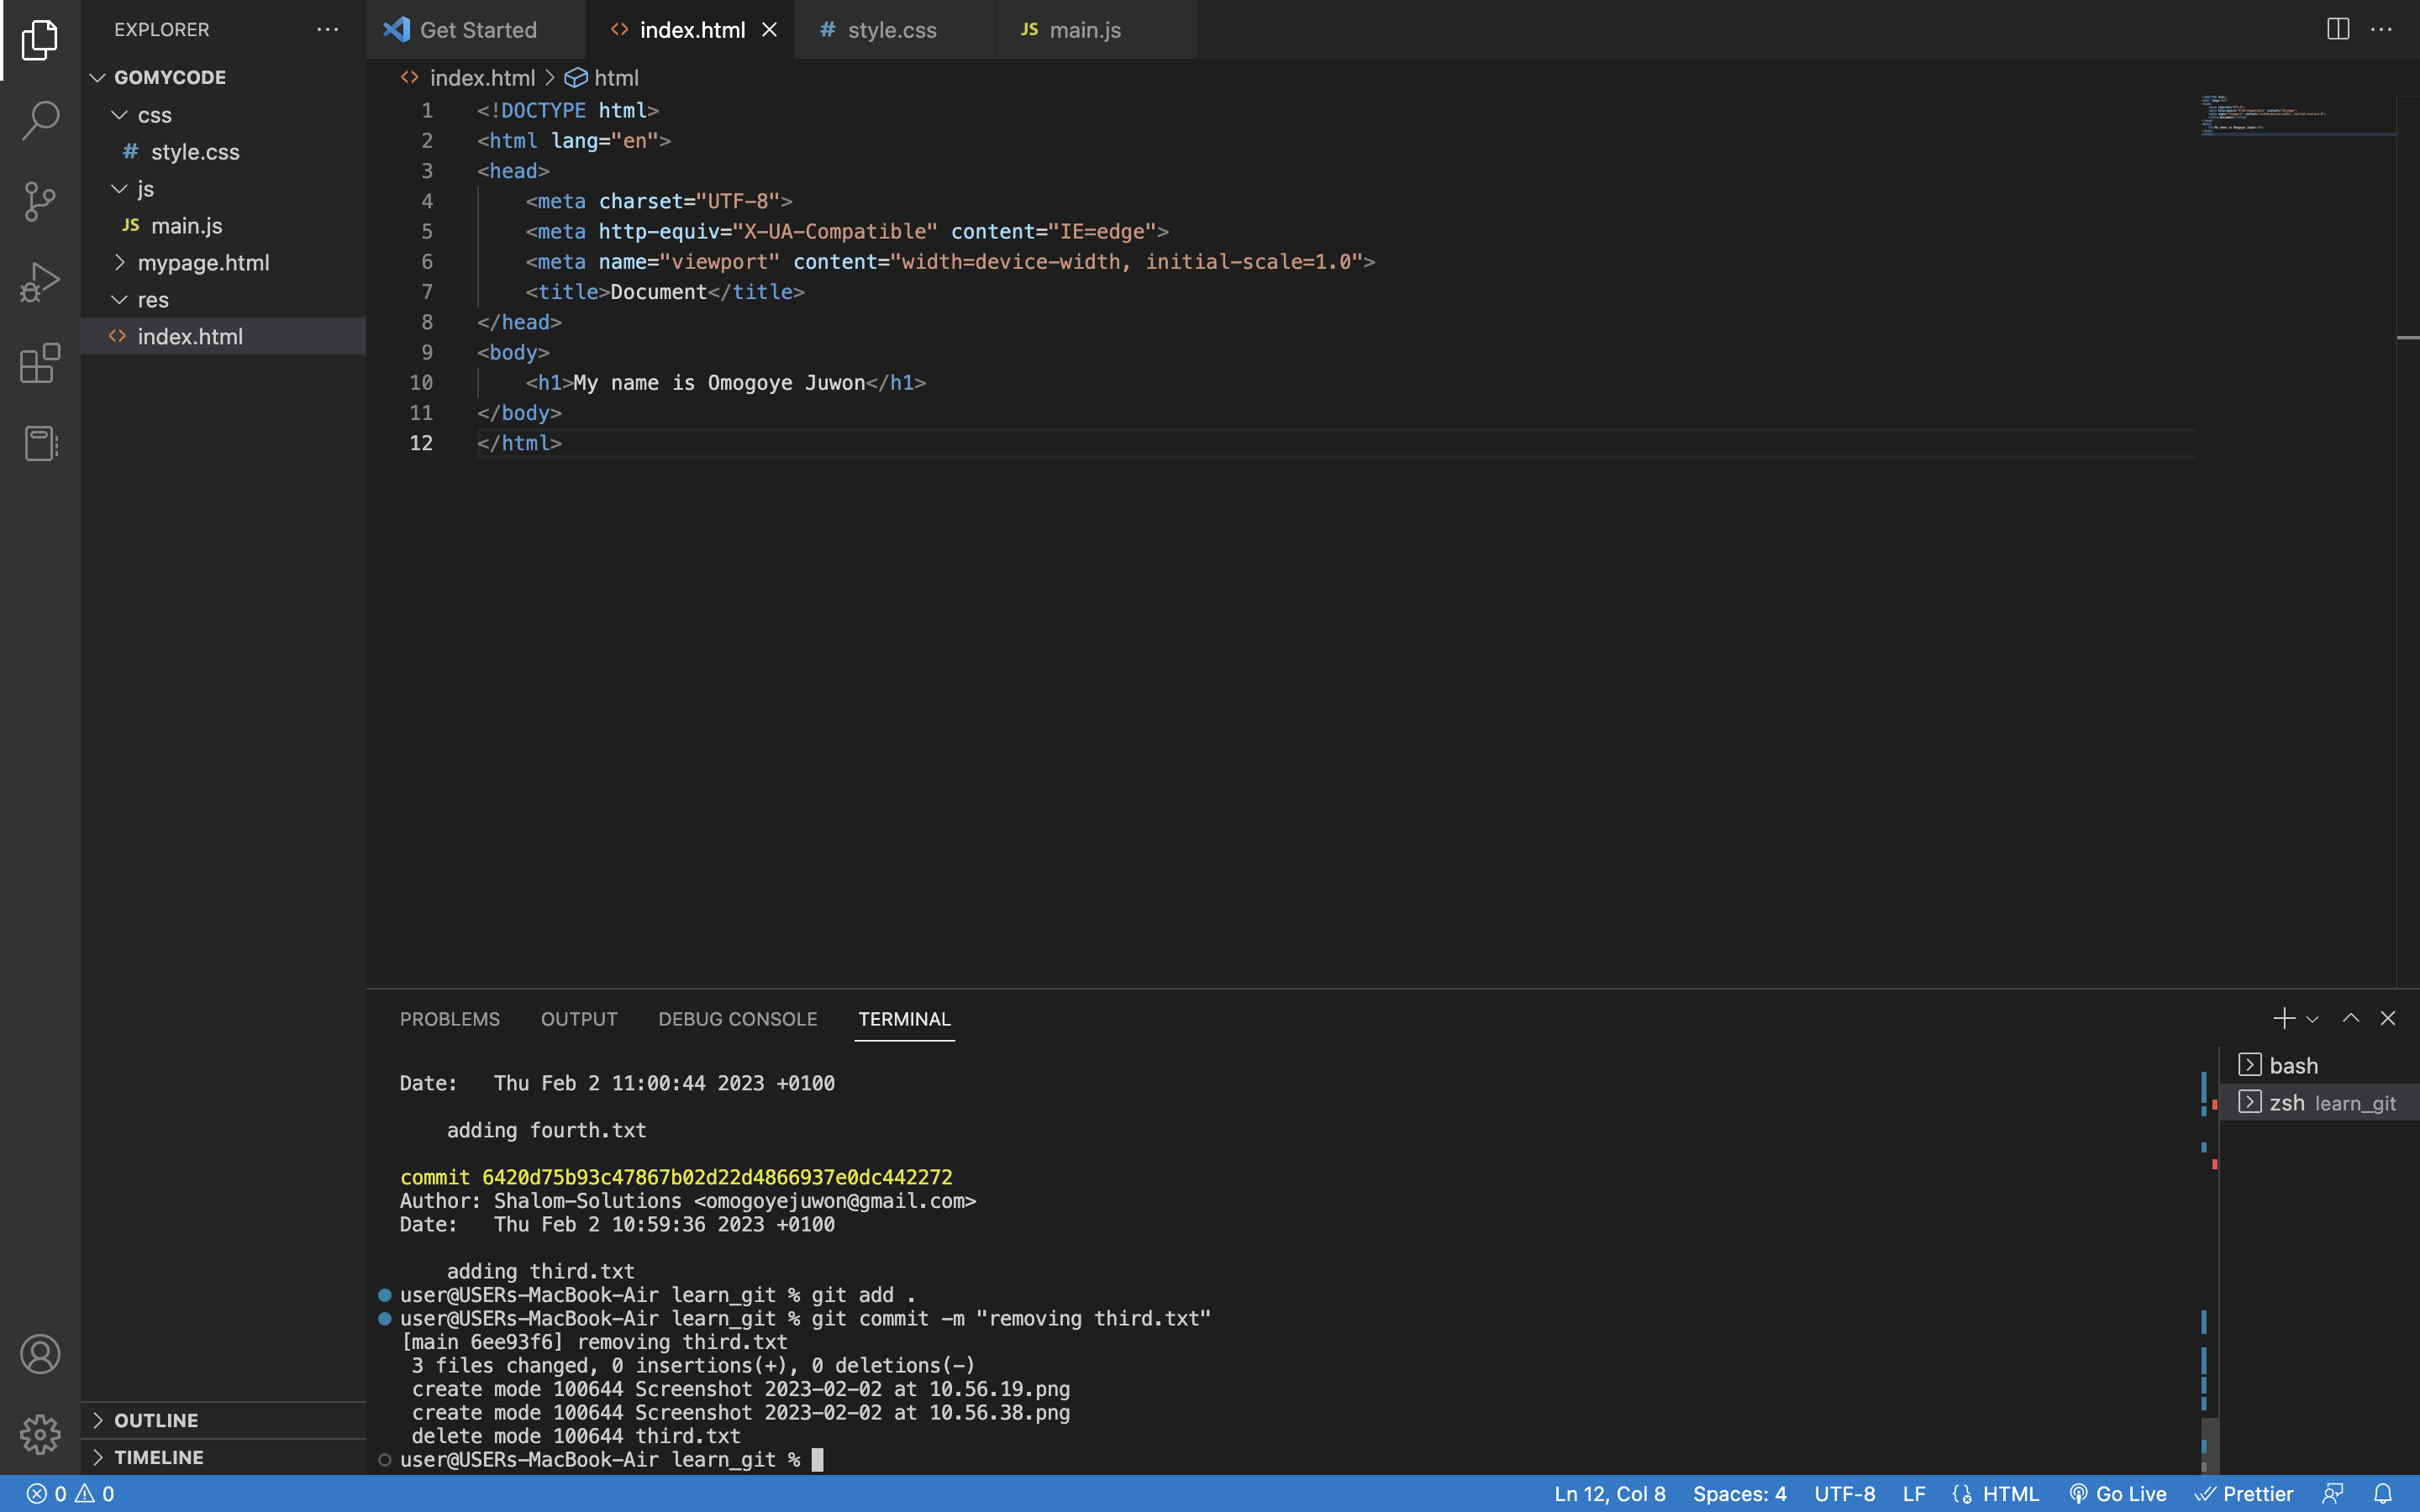 EXPLORER
GOMYCODE
css
# style.css
js
JS main.js
mypage.html
res
<> index.html
OUTLINE
TIMELINE
Get Started
<> index.html
# style.css
JS main.js
<> index.html > html
1 <!DOCTYPE html>
2 <html lang="en">
3 <head>
4     <meta charset="UTF-8">
5     <meta http-equiv="X-UA-Compatible" content="IE=edge">
6     <meta name="viewport" content="width=device-width, initial-scale=1.0">
7     <title>Document</title>
8 </head>
9 <body>
10     <h1>My name is Omogoye Juwon</h1>
11 </body>
12 </html>
PROBLEMS OUTPUT DEBUG CONSOLE TERMINAL
Date:   Thu Feb 2 11:00:44 2023 +0100
adding fourth.txt
commit 6420d75b93c47867b02d22d4866937e0dc442272
Author: Shalom-Solutions <omogoyejuwon@gmail.com>
Date:   Thu Feb 2 10:59:36 2023 +0100
adding third.txt
user@USERs-MacBook-Air learn_git % git add .
user@USERs-MacBook-Air learn_git % git commit -m "removing third.txt"
[main 6ee93f6] removing third.txt
3 files changed, 0 insertions(+), 0 deletions(-)
create mode 100644 Screenshot 2023-02-02 at 10.56.19.png
create mode 100644 Screenshot 2023-02-02 at 10.56.38.png
delete mode 100644 third.txt
user@USERs-MacBook-Air learn_git %
bash
zsh learn_git
0 0
Ln 12, Col 8 Spaces: 4 UTF-8 LF HTML Go Live Prettier